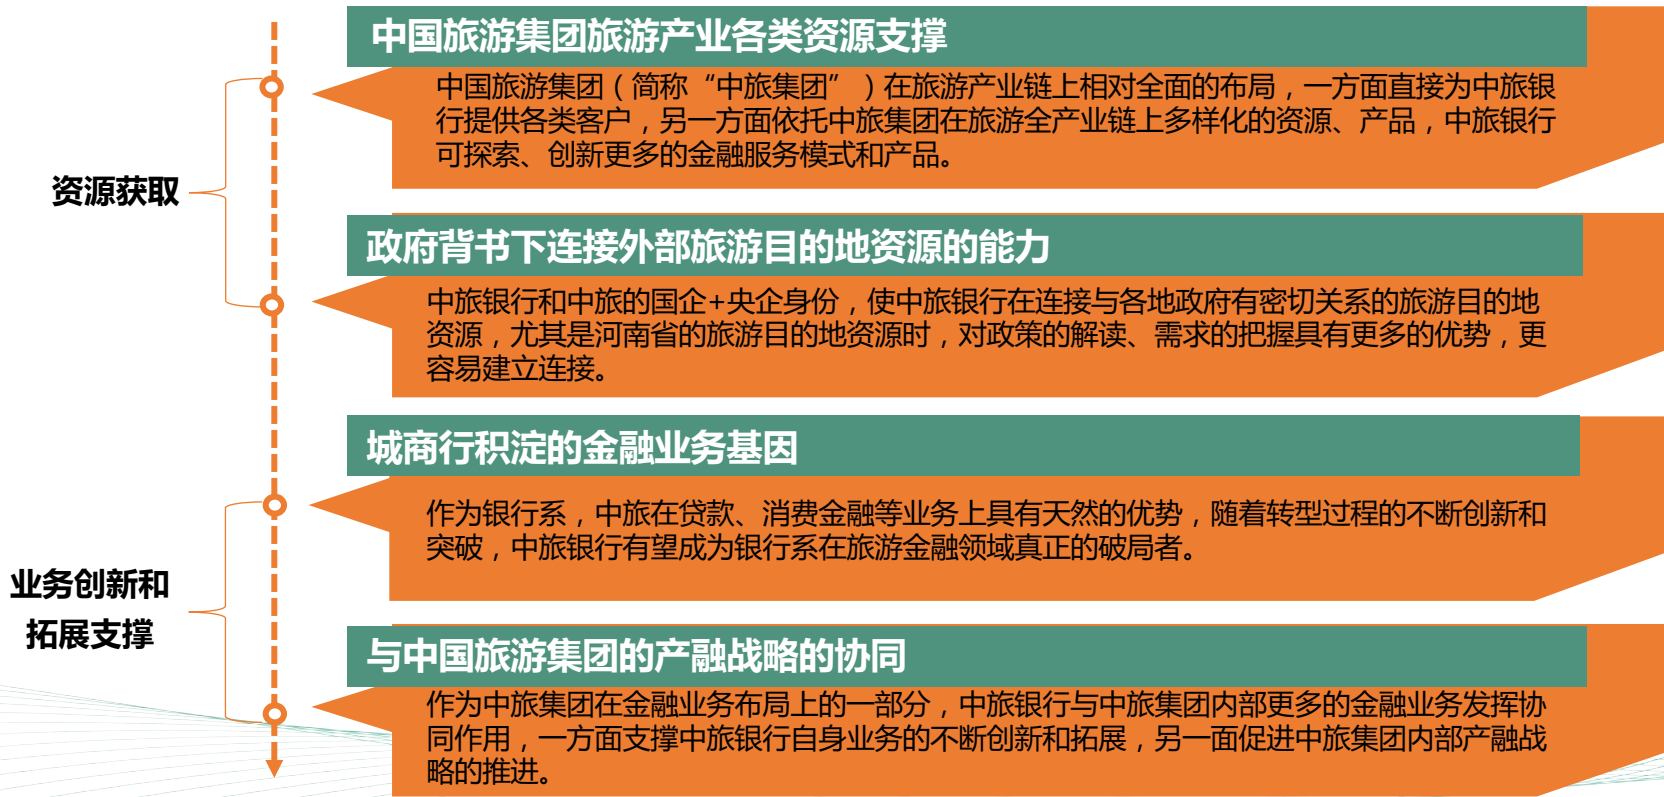 中国旅游集团旅游产业各类资源支撑
中国旅游集团（简称“中旅集团”）在旅游产业链上相对全面的布局，一方面直接为中旅银
行提供各类客户，另一方面依托中旅集团在旅游全产业链上多样化的资源、产品，中旅银行
可探索、创新更多的金融服务模式和产品。
资源获取
政府背书下连接外部旅游目的地资源的能力
中旅银行和中旅的国企+央企身份，使中旅银行在连接与各地政府有密切关系的旅游目的地
资源，尤其是河南省的旅游目的地资源时，对政策的解读、需求的把握具有更多的优势，更
容易建立连接。
城商行积淀的金融业务基因
作为银行系，中旅在贷款、消费金融等业务上具有天然的优势，随着转型过程的不断创新和
突破，中旅银行有望成为银行系在旅游金融领域真正的破局者。
业务创新和
拓展支撑
与中国旅游集团的产融战略的协同
作为中旅集团在金融业务布局上的一部分，中旅银行与中旅集团内部更多的金融业务发挥协
同作用，一方面支撑中旅银行自身业务的不断创新和拓展，另一面促进中旅集团内部产融战
略的推进。